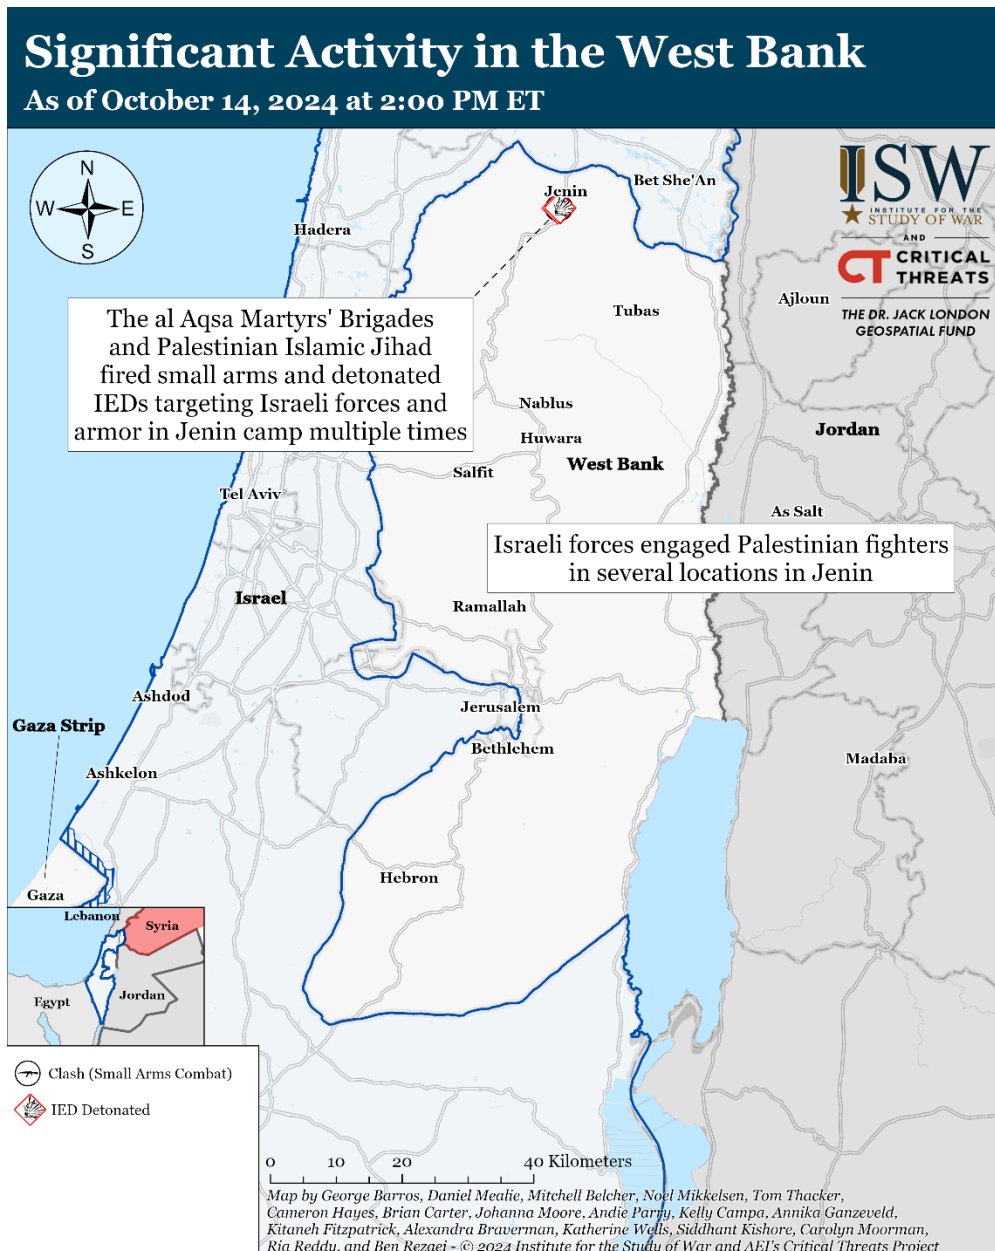 Significant Activity in the West Bank
As of October 14, 2024 at 2:00 PM ET
N
W E
S
ISW
INSTITUTE FOR THE
STUDY OF WAR
AND
CT CRITICAL
THREATS
THE DR. JACK LONDON
GEOSPATIAL FUND
Bet She'An
Jenin
Hadera
Ajloun
Tubas
The al Aqsa Martyrs' Brigades
and Palestinian Islamic Jihad
fired small arms and detonated
IEDs targeting Israeli forces and
armor in Jenin camp multiple times
Nablus
Huwara
Jordan
West Bank
Salfit
Tel Aviv
As Salt
Israeli forces engaged Palestinian fighters
in several locations in Jenin
Israel
Ramallah
Ashdod
Jerusalem
Gaza Strip
Bethlehem
Madaba
Ashkelon
Hebron
Gaza
Lebanon
Syria
Egypt
Jordan
Clash (Small Arms Combat)
IED Detonated
0 10 20 40 Kilometers
Map by George Barros, Daniel Mealie, Mitchell Belcher, Noel Mikkelsen, Tom Thacker,
Cameron Hayes, Brian Carter, Johanna Moore, Andie Parry, Kelly Campa, Annika Ganzeveld,
Kitaneh Fitzpatrick, Alexandra Braverman, Katherine Wells, Siddhant Kishore, Carolyn Moorman,
Ria Reddy, and Ben Rezaei - © 2024 Institute for the Study of War and AEI's Critical Threats Project